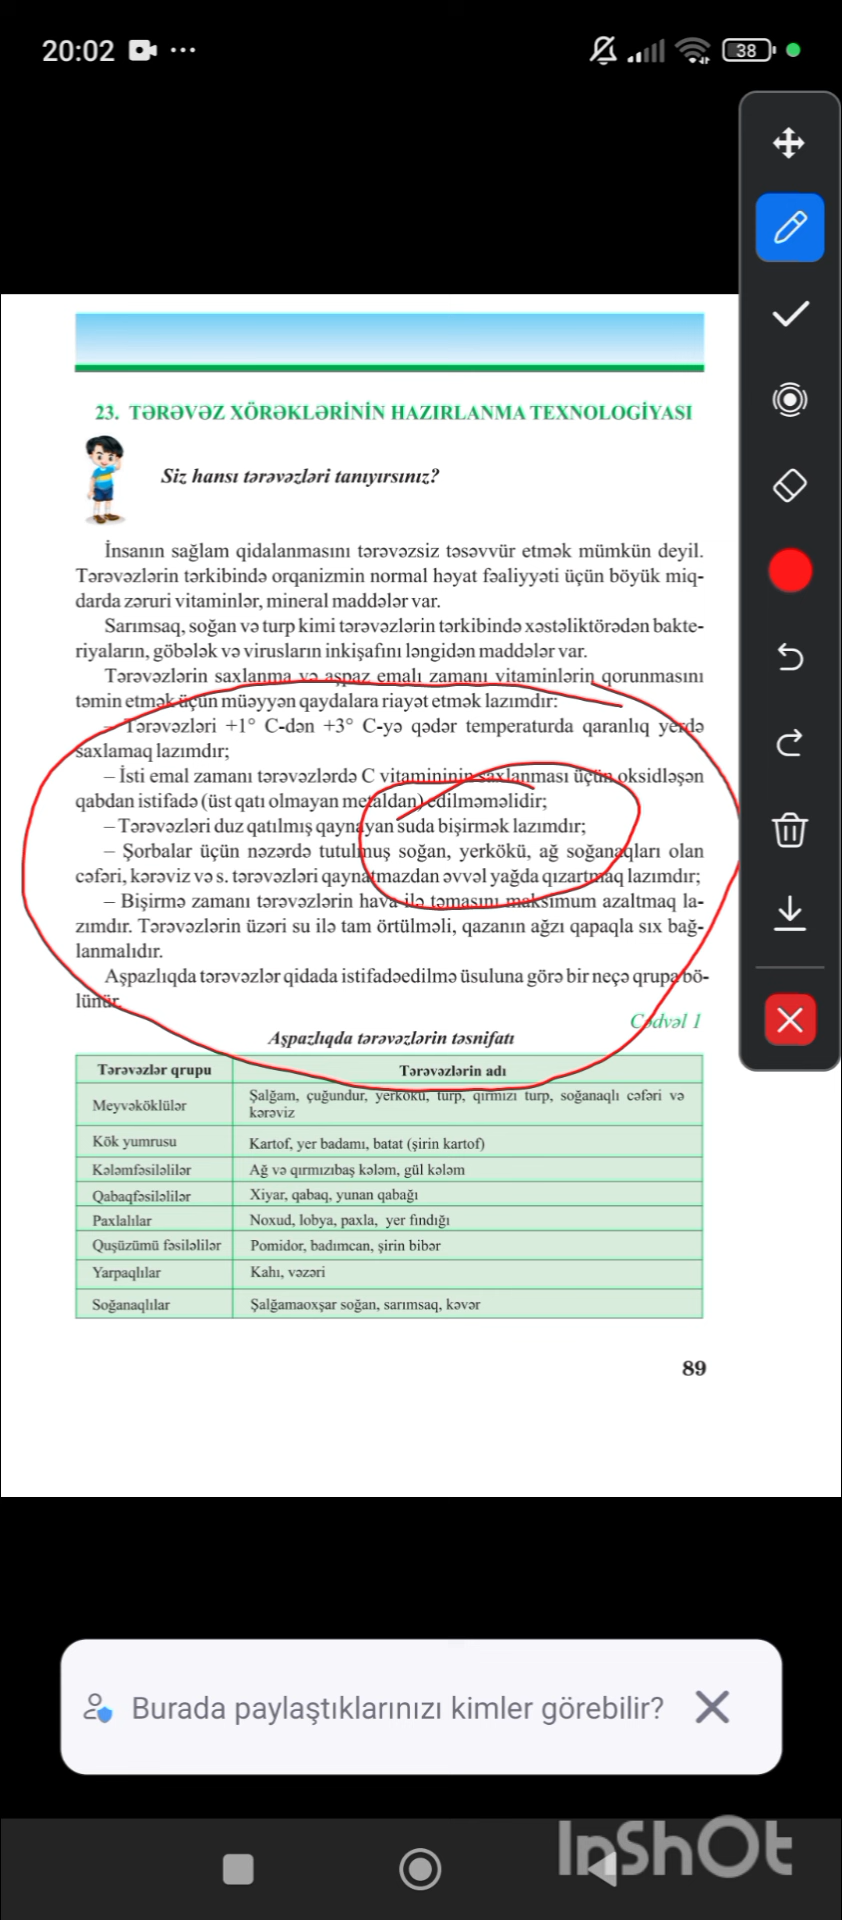 20:02
38
23. TƏRƏVƏZ XÖRƏKLƏRİNİN HAZIRLANMA TEXNOLOGİYASI
Siz hansı tərəvəzləri tanıyırsınız?
İnsanın sağlam qidalanmasını tərəvəzsiz təsəvvür etmək mümkün deyil.
Tərəvəzlərin tərkibində orqanizmin normal həyat fəaliyyəti üçün böyük miq-
darda zəruri vitaminlər, mineral maddələr var.
Sarımsaq, soğan və turp kimi tərəvəzlərin tərkibində xəstəliktörədən bakte-
riyaların, göbələk və virusların inkişafını ləngidən maddələr var.
Tərəvəzlərin saxlanma və aşpaz emalı zamanı vitaminlərin qorunmasını
təmin etmək üçün müəyyən qaydalara riayət etmək lazımdır:
– Tərəvəzləri +1° C-dən +3° C-yə qədər temperaturda qaranlıq yerdə
saxlamaq lazımdır;
– İsti emal zamanı tərəvəzlərdə C vitamininin saxlanması üçün oksidləşən
qabdan istifadə (üst qatı olmayan metaldan) edilməməlidir;
– Tərəvəzləri duz qatılmış qaynayan suda bişirmək lazımdır;
– Şorbalar üçün nəzərdə tutulmuş soğan, yerkökü, ağ soğanaqları olan
cəfəri, kərəviz və s. tərəvəzləri qaynatmazdan əvvəl yağda qızartmaq lazımdır;
– Bişirmə zamanı tərəvəzlərin hava ilə təmasını maksimum azaltmaq la-
zımdır. Tərəvəzlərin üzəri su ilə tam örtülməli, qazanın ağzı qapaqla sıx bağ-
lanmalıdır.
Aşpazlıqda tərəvəzlər qidada istifadəedilmə üsuluna görə bir neçə qrupa bö-
lünür.
Cədvəl 1
Aşpazlıqda tərəvəzlərin təsnifatı
Tərəvəzlər qrupu Tərəvəzlərin adı
Meyvəköklülər Şalğam, çuğundur, yerkökü, turp, qırmızı turp, soğanaqlı cəfəri və
kərəviz
Kök yumrusu Kartof, yer badamı, batat (şirin kartof)
Kələmfəsiləlilər Ağ və qırmızıbaş kələm, gül kələm
Qabaqfəsiləlilər Xiyar, qabaq, yunan qabağı
Paxlalılar Noxud, lobya, paxla, yer fındığı
Quşüzümü fəsiləlilər Pomidor, badımcan, şirin bibər
Yarpaqlılar Kahı, vəzəri
Soğanaqlılar Şalğamaoxşar soğan, sarımsaq, kəvər
89
Burada paylaştıklarınızı kimler görebilir?
InShOt